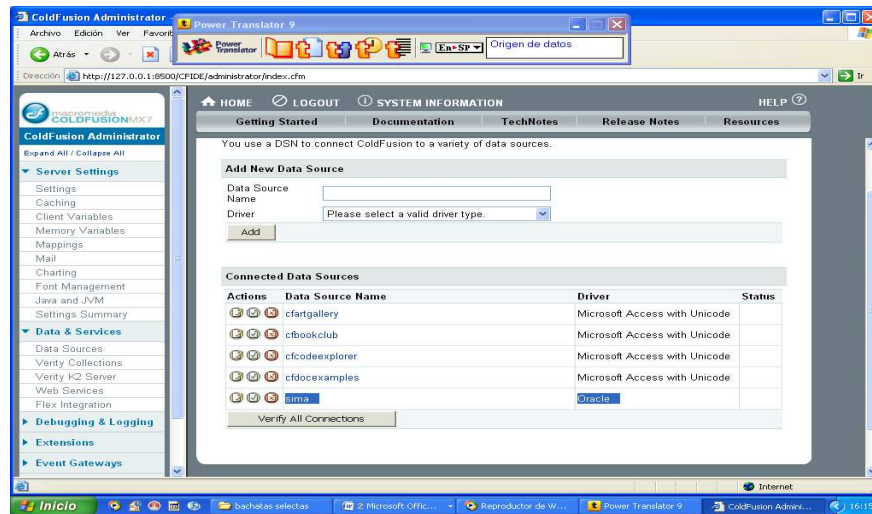 ColdFusion Administrator
Power Translator 9
Archivo Edición Ver Favorit
Power Translator
En▸SP
Origen de datos
Atrás
Dirección http://127.0.0.1:8500/CFIDE/administrator/index.cfm
Ir
macromedia
COLDFUSIONMX7
HOME LOGOUT SYSTEM INFORMATION HELP
Getting Started Documentation TechNotes Release Notes Resources
ColdFusion Administrator
Expand All / Collapse All
Server Settings
Settings
Caching
Client Variables
Memory Variables
Mappings
Mail
Charting
Font Management
Java and JVM
Settings Summary
Data & Services
Data Sources
Verity Collections
Verity K2 Server
Web Services
Flex Integration
Debugging & Logging
Extensions
Event Gateways
You use a DSN to connect ColdFusion to a variety of data sources.
Add New Data Source
Data Source Name
Driver Please select a valid driver type.
Add
Connected Data Sources
Actions Data Source Name Driver Status
cfartgallery Microsoft Access with Unicode
cfbookclub Microsoft Access with Unicode
cfcodeexplorer Microsoft Access with Unicode
cfdocexamples Microsoft Access with Unicode
sima Oracle
Verify All Connections
Internet
Inicio bachatas selectas 2 Microsoft Offic... Reproductor de W... Power Translator 9 ColdFusion Admini... 16:15